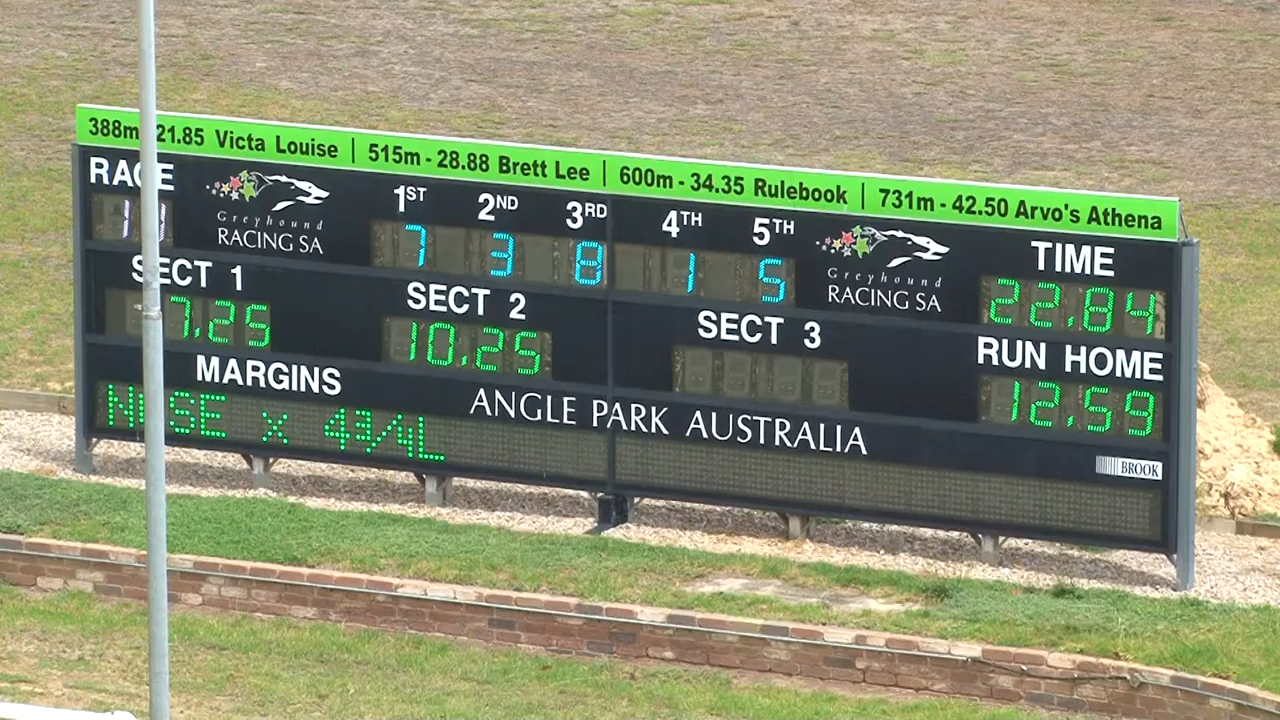 388m 21.85 Victa Louise | 515m - 28.88 Brett Lee | 600m - 34.35 Rulebook | 731m - 42.50 Arvo's Athena
RACE
Greyhound
RACING SA
1ST 2ND 3RD 4TH 5TH
7 3 8 1 5
Greyhound
RACING SA
TIME
22.84
SECT 1
7.25
SECT 2
10.25
SECT 3
RUN HOME
12.59
MARGINS
NOSE x 43/4L
ANGLE PARK AUSTRALIA
BROOK